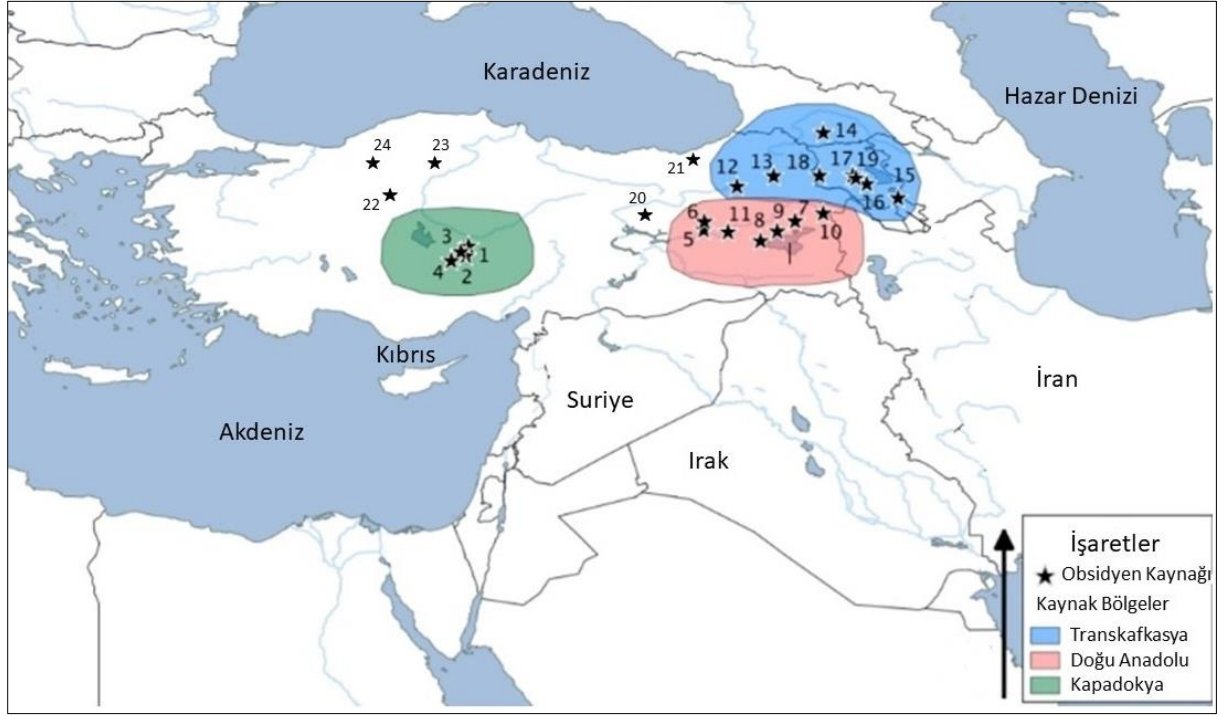 Karadeniz
Hazar Denizi
14
24
23
21
12
13
18
17
19
15
16
22
20
6
5
11
8
9
7
10
3
1
4
2
Kıbrıs
Suriye
İran
Akdeniz
Irak
İşaretler
Obsidyen Kaynağı
Kaynak Bölgeler
Transkafkasya
Doğu Anadolu
Kapadokya